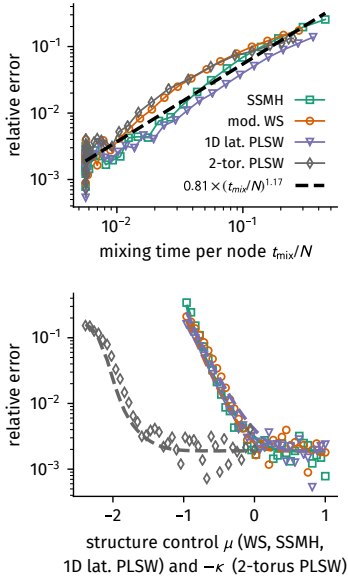 relative error
10⁻¹
10⁻²
10⁻³
SSMH
mod. WS
1D lat. PLSW
2-tor. PLSW
0.81 × (t_mix/N)^1.17
10⁻² 10⁻¹
mixing time per node t_mix/N
relative error
10⁻¹
10⁻²
10⁻³
−2 −1 0 1
structure control μ (WS, SSMH,
1D lat. PLSW) and −κ (2-torus PLSW)